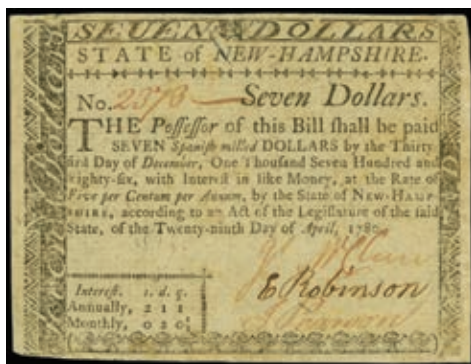 SEVEN DOLLARS
STATE of NEW-HAMPSHIRE.
No. 2373 Seven Dollars.
THE Poſſeſſor of this Bill ſhall be paid
SEVEN Spaniſh milled DOLLARS by the Thirty-
firſt Day of December, One Thouſand Seven Hundred and
Eighty-ſix, with Intereſt in like Money, at the Rate of
Five per Centum per Annum, by the State of NEW-HAMP-
SHIRE, according to an Act of the Legiſlature of the ſaid
State, of the Twenty-ninth Day of April, 1780.
E Robinson
Intereſt. s. d. q.
Annually, 2 1 1
Monthly, 0 2 0